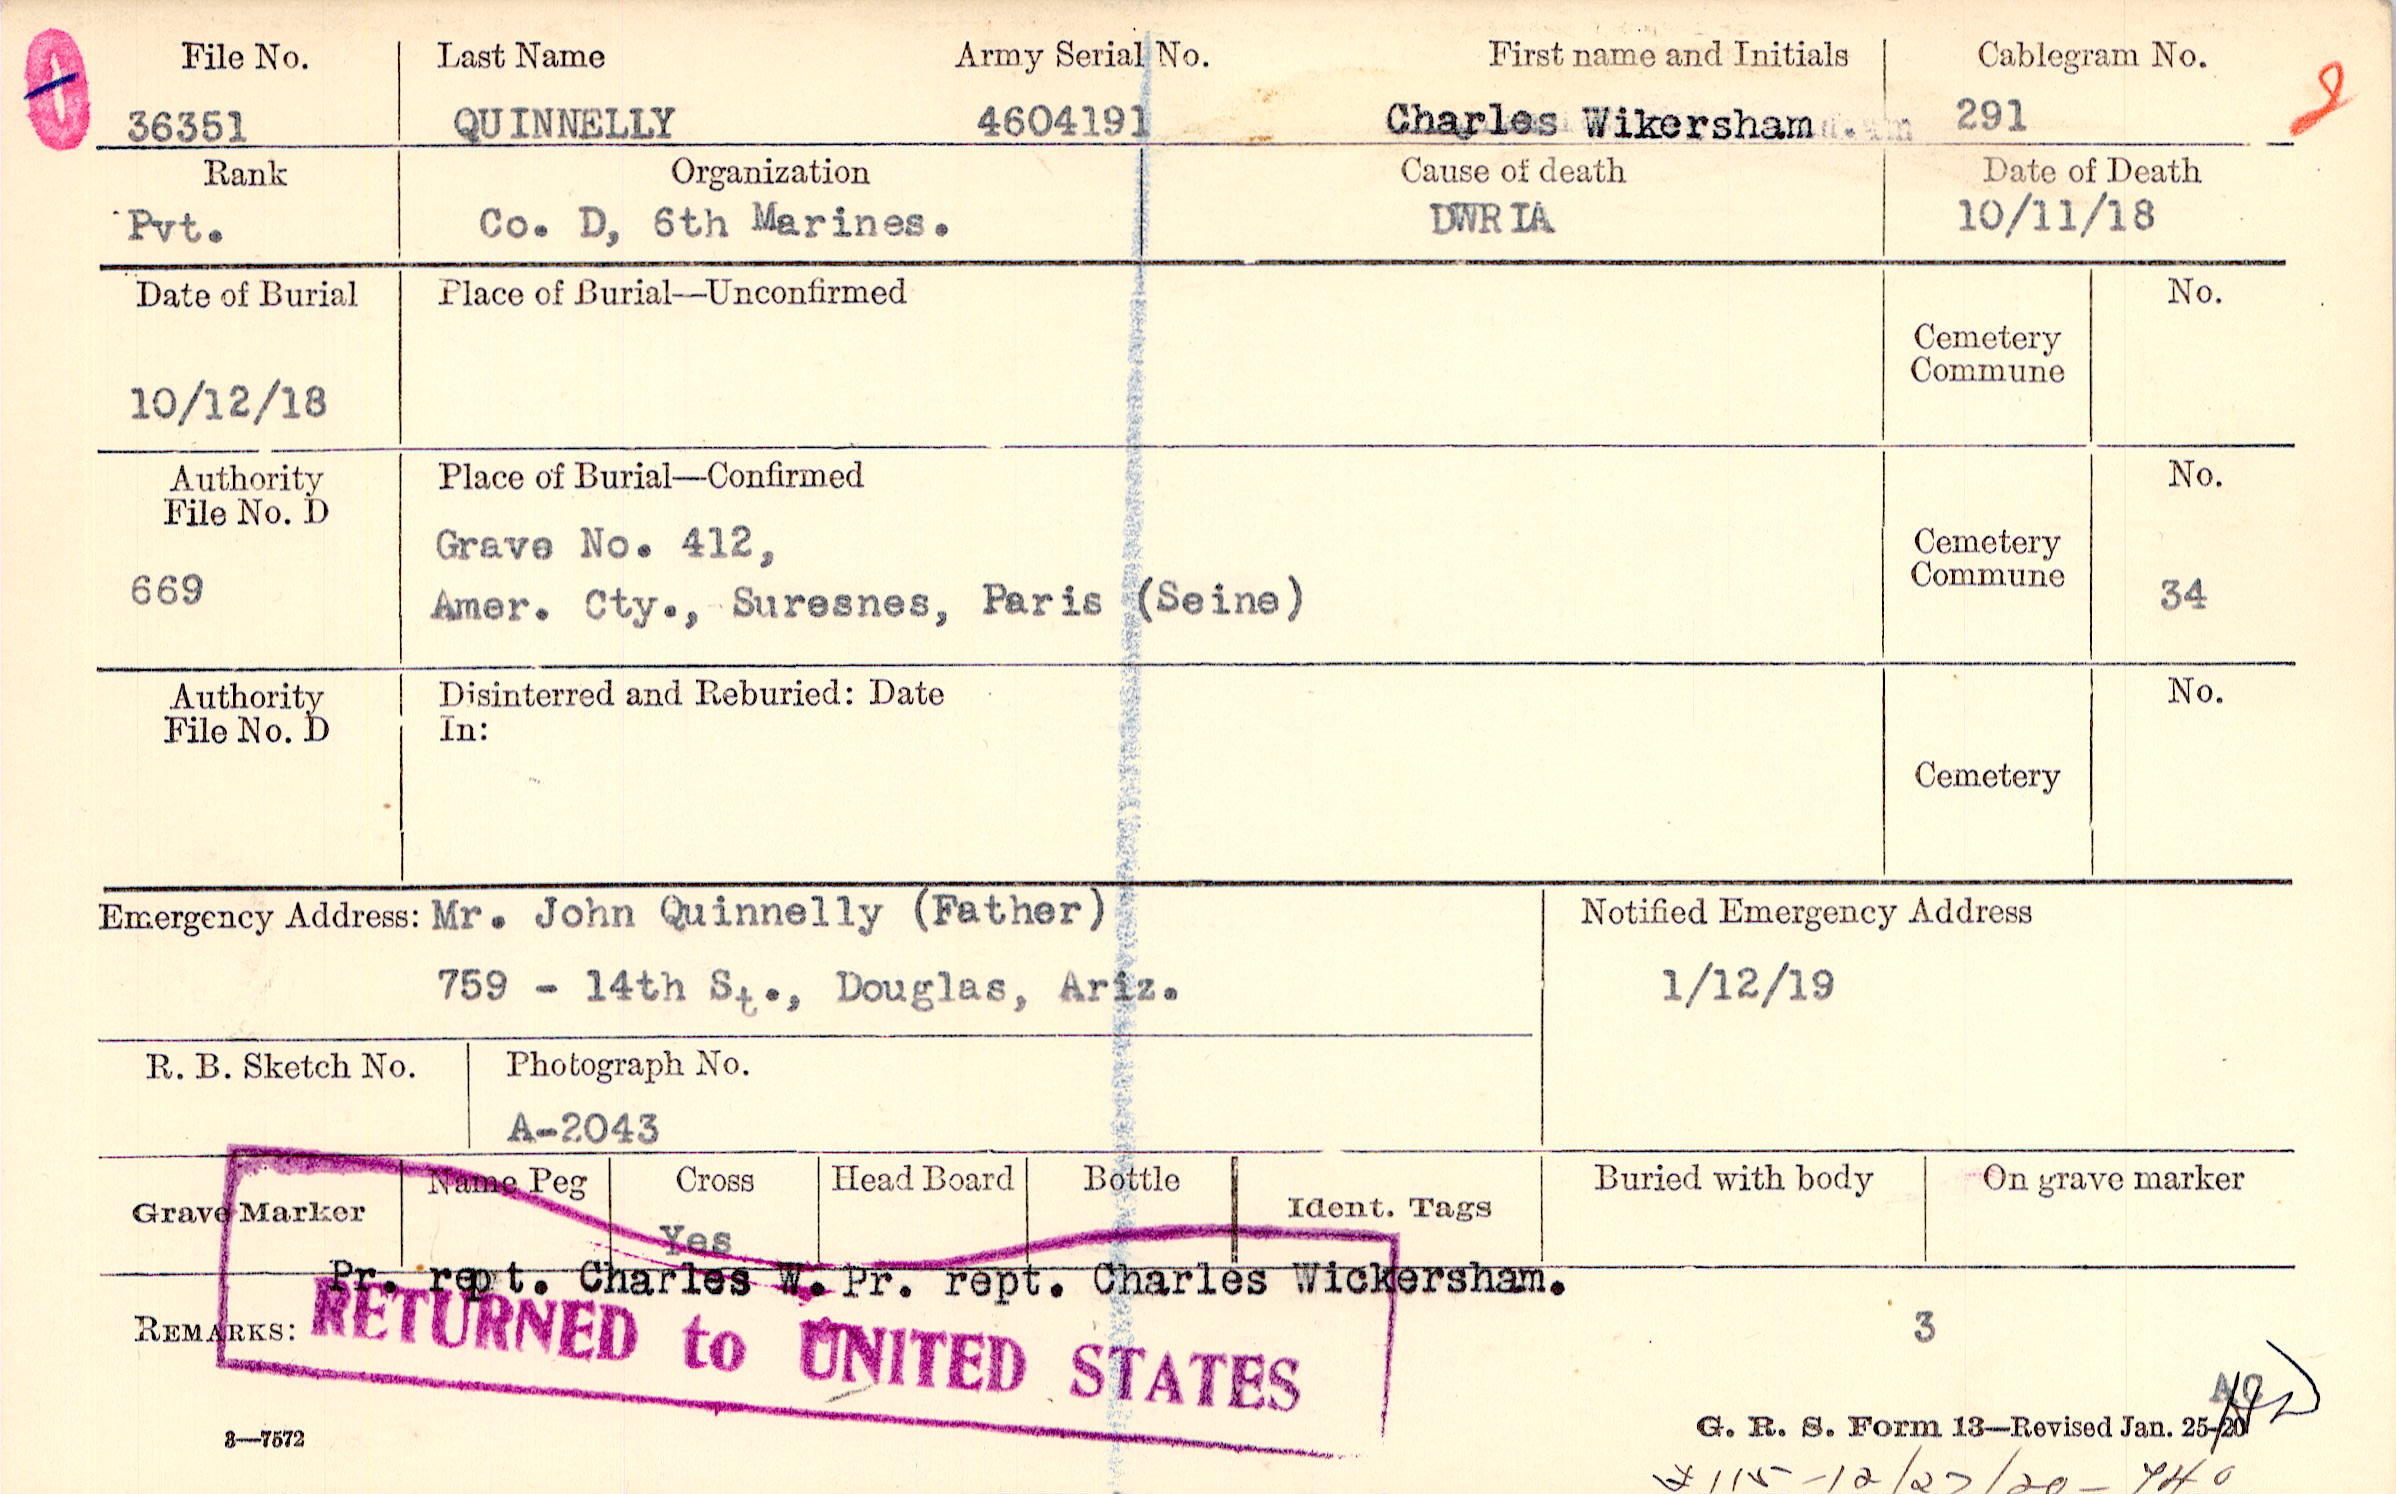 File No. Last Name Army Serial No. First name and Initials Cablegram No.
36351 QUINNELLY 4604191 Charles Wikersham 291
Rank Organization Cause of death Date of Death
Pvt. Co. D, 6th Marines. DWRIA 10/11/18
Date of Burial Place of Burial—Unconfirmed No.
Cemetery
Commune
10/12/18
Authority Place of Burial—Confirmed No.
File No. D
Grave No. 412,
Cemetery
Commune
669 Amer. Cty., Suresnes, Paris (Seine) 34
Authority Disinterred and Reburied: Date No.
File No. D In:
Cemetery
Emergency Address: Mr. John Quinnelly (Father) Notified Emergency Address
759 - 14th St., Douglas, Ariz. 1/12/19
R. B. Sketch No. Photograph No.
A-2043
Grave Marker Name Peg Cross Head Board Bottle Ident. Tags Buried with body On grave marker
Yes
Pr. rept. Charles W. Pr. rept. Charles Wickersham.
REMARKS: 3
RETURNED to UNITED STATES
3—7572 G. R. S. Form 13—Revised Jan. 25-20